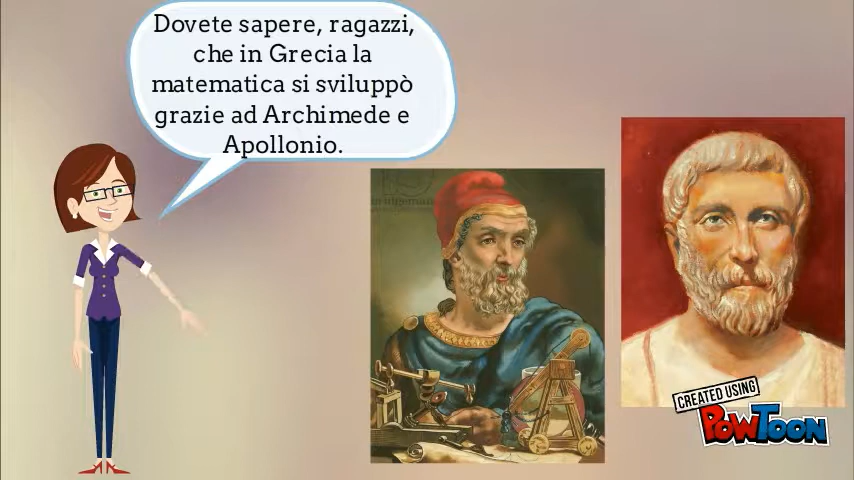 Dovete sapere, ragazzi,
che in Grecia la
matematica si sviluppò
grazie ad Archimede e
Apollonio.
CREATED USING
POWTOON